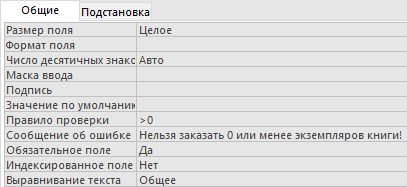 Общие Подстановка
Размер поля Целое
Формат поля
Число десятичных знако Авто
Маска ввода
Подпись
Значение по умолчанию
Правило проверки >0
Сообщение об ошибке Нельзя заказать 0 или менее экземпляров книги!
Обязательное поле Да
Индексированное поле Нет
Выравнивание текста Общее